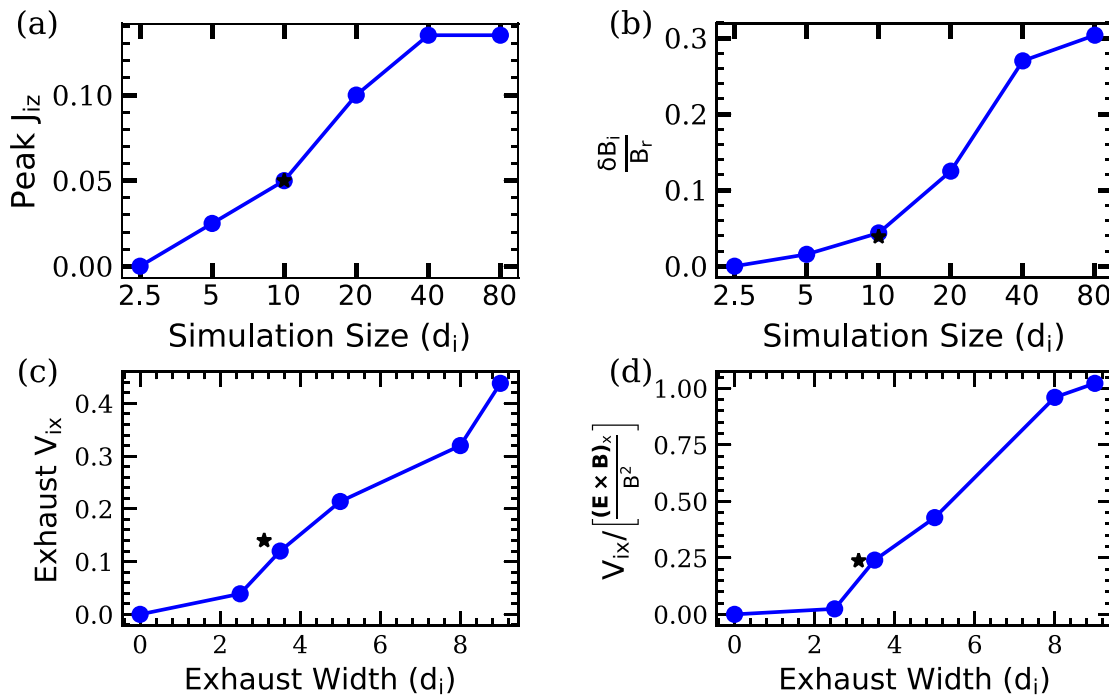 (a)
Peak J_iz
0.10
0.05
0.00
2.5 5 10 20 40 80
Simulation Size (d_i)
(b)
δB_i
B_r
0.3
0.2
0.1
0.0
2.5 5 10 20 40 80
Simulation Size (d_i)
(c)
Exhaust V_ix
0.4
0.3
0.2
0.1
0.0
0 2 4 6 8
Exhaust Width (d_i)
(d)
V_ix/[(E × B)_x/B²]
1.00
0.75
0.50
0.25
0.00
0 2 4 6 8
Exhaust Width (d_i)